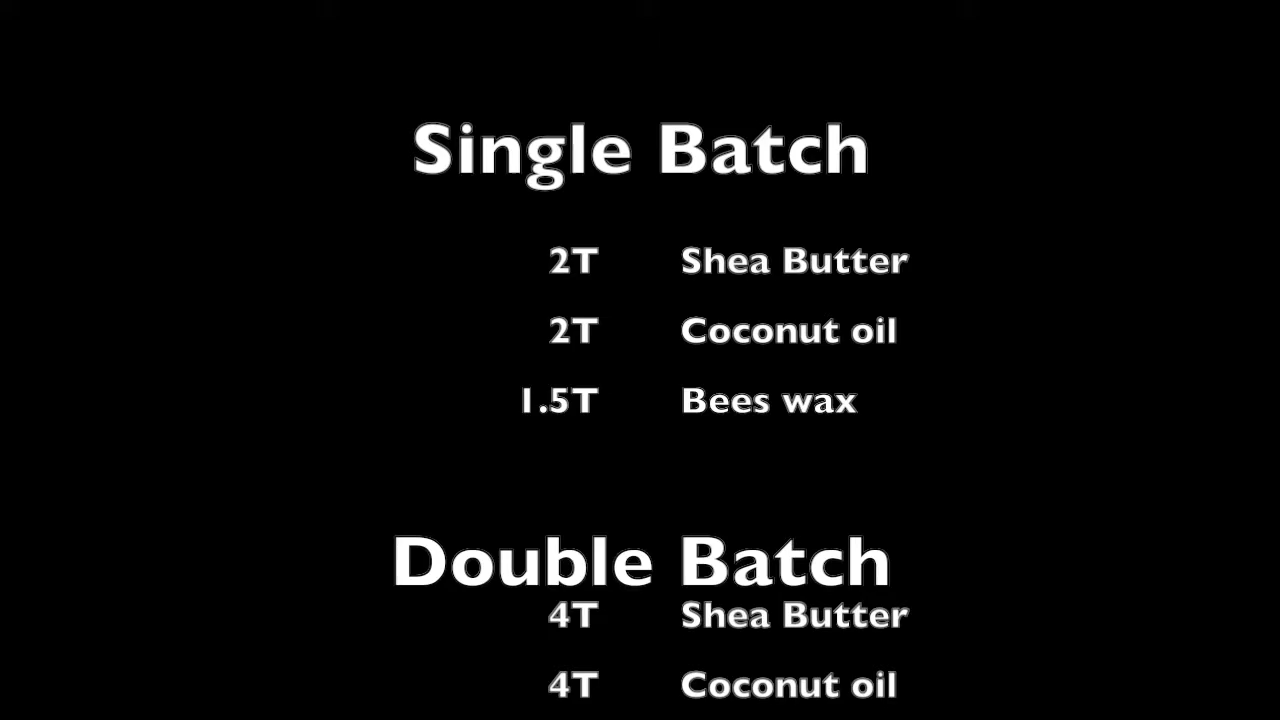 Single Batch
2T Shea Butter
2T Coconut oil
1.5T Bees wax
Double Batch
4T Shea Butter
4T Coconut oil